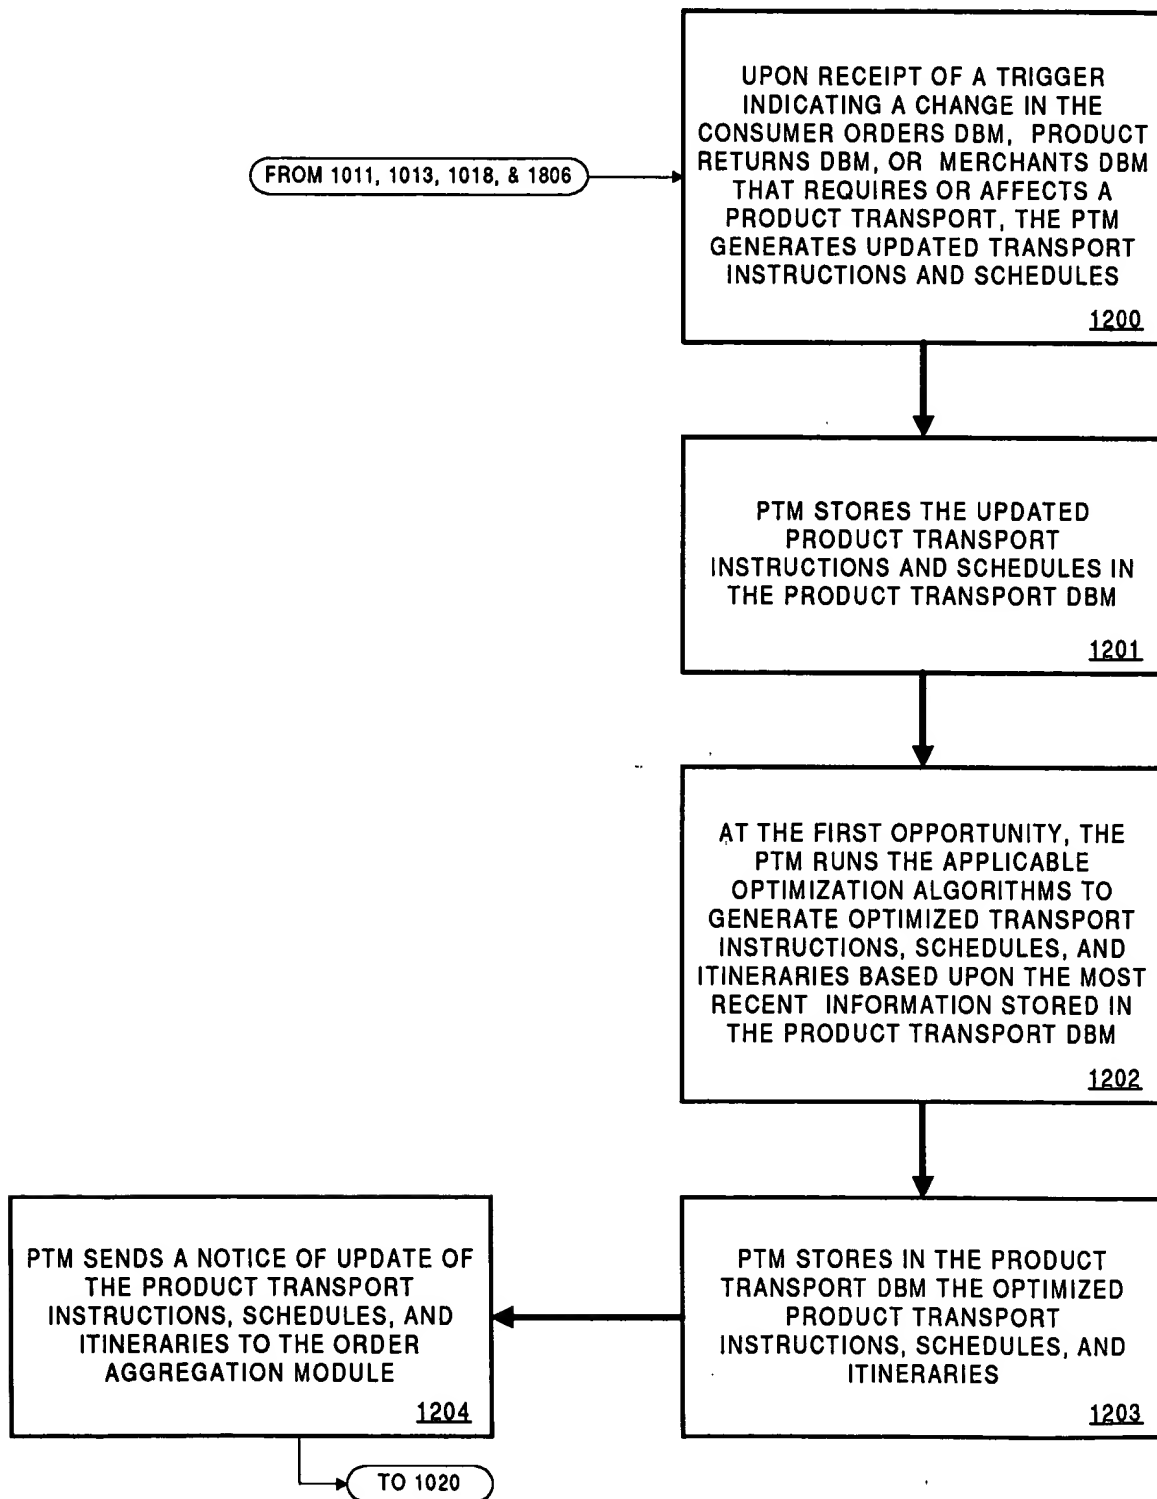 UPON RECEIPT OF A TRIGGER
INDICATING A CHANGE IN THE
CONSUMER ORDERS DBM, PRODUCT
RETURNS DBM, OR MERCHANTS DBM
THAT REQUIRES OR AFFECTS A
PRODUCT TRANSPORT, THE PTM
GENERATES UPDATED TRANSPORT
INSTRUCTIONS AND SCHEDULES
1200
FROM 1011, 1013, 1018, & 1806
PTM STORES THE UPDATED
PRODUCT TRANSPORT
INSTRUCTIONS AND SCHEDULES IN
THE PRODUCT TRANSPORT DBM
1201
AT THE FIRST OPPORTUNITY, THE
PTM RUNS THE APPLICABLE
OPTIMIZATION ALGORITHMS TO
GENERATE OPTIMIZED TRANSPORT
INSTRUCTIONS, SCHEDULES, AND
ITINERARIES BASED UPON THE MOST
RECENT INFORMATION STORED IN
THE PRODUCT TRANSPORT DBM
1202
PTM STORES IN THE PRODUCT
TRANSPORT DBM THE OPTIMIZED
PRODUCT TRANSPORT
INSTRUCTIONS, SCHEDULES, AND
ITINERARIES
1203
PTM SENDS A NOTICE OF UPDATE OF
THE PRODUCT TRANSPORT
INSTRUCTIONS, SCHEDULES, AND
ITINERARIES TO THE ORDER
AGGREGATION MODULE
1204
TO 1020